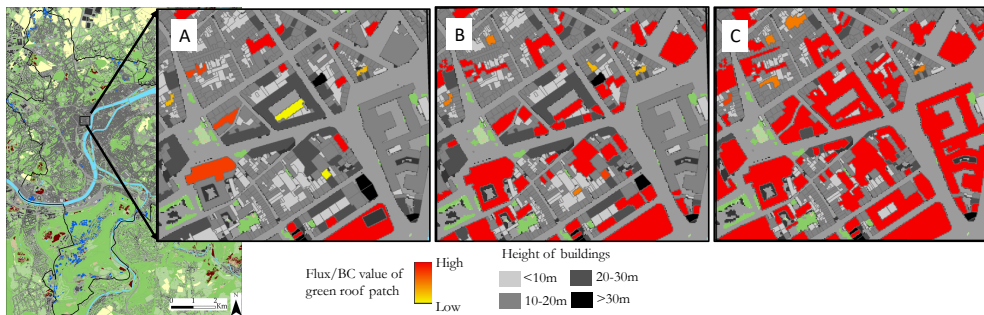 A
B
C
0 1 2
Km
N
Flux/BC value of
green roof patch
High
Low
Height of buildings
<10m
20-30m
10-20m
>30m